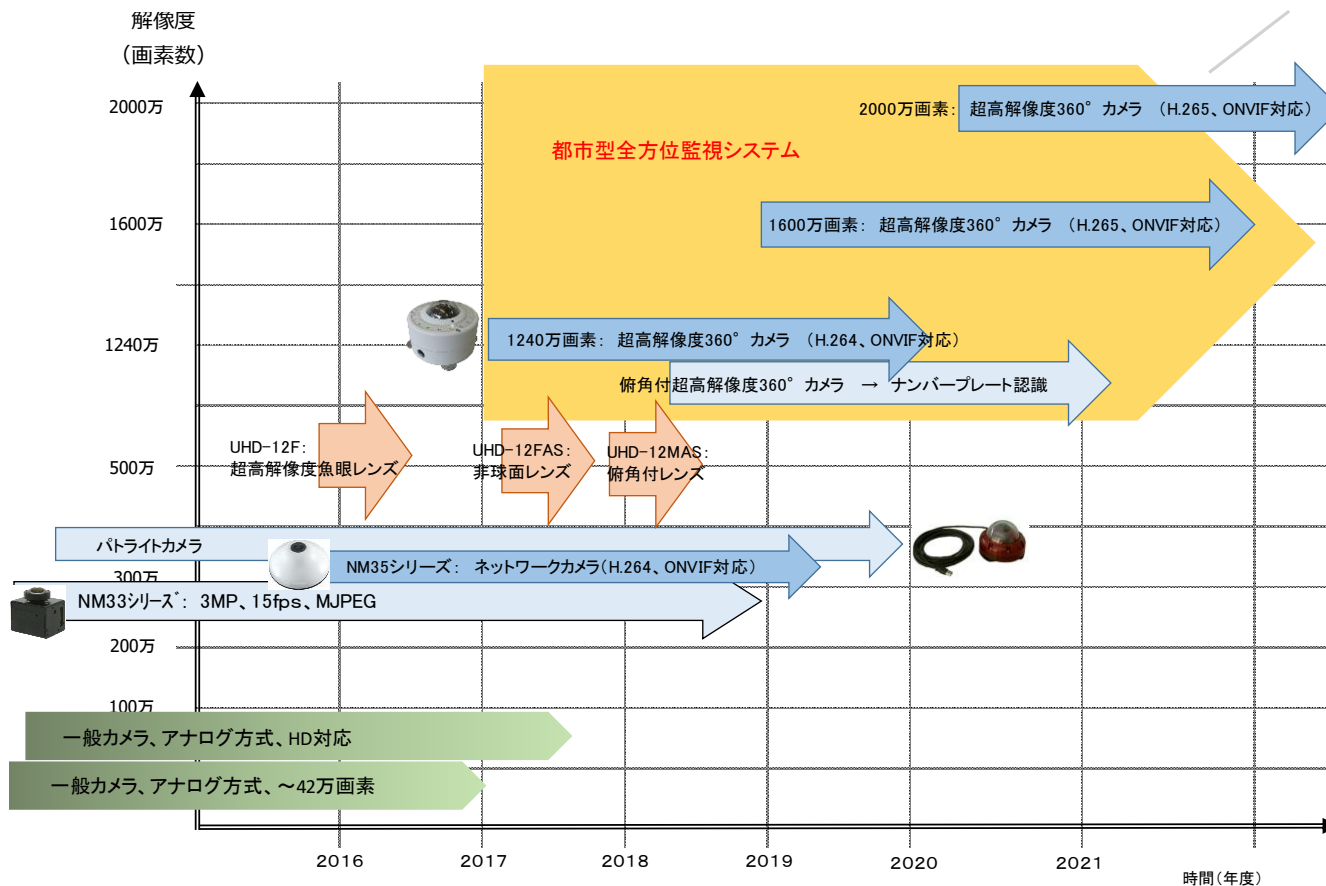 解像度
(画素数)
2000万
2000万画素: 超高解像度360°カメラ (H.265、ONVIF対応)
都市型全方位監視システム
1600万
1600万画素: 超高解像度360°カメラ (H.265、ONVIF対応)
1240万
1240万画素: 超高解像度360°カメラ (H.264、ONVIF対応)
俯角付超高解像度360°カメラ → ナンバープレート認識
UHD-12F:
超高解像度魚眼レンズ
UHD-12FAS:
非球面レンズ
UHD-12MAS:
俯角付レンズ
500万
パトライトカメラ
NM35シリーズ: ネットワークカメラ(H.264、ONVIF対応)
300万
NM33シリーズ: 3MP、15fps、MJPEG
200万
100万
一般カメラ、アナログ方式、HD対応
一般カメラ、アナログ方式、～42万画素
2016
2017
2018
2019
2020
2021
時間(年度)